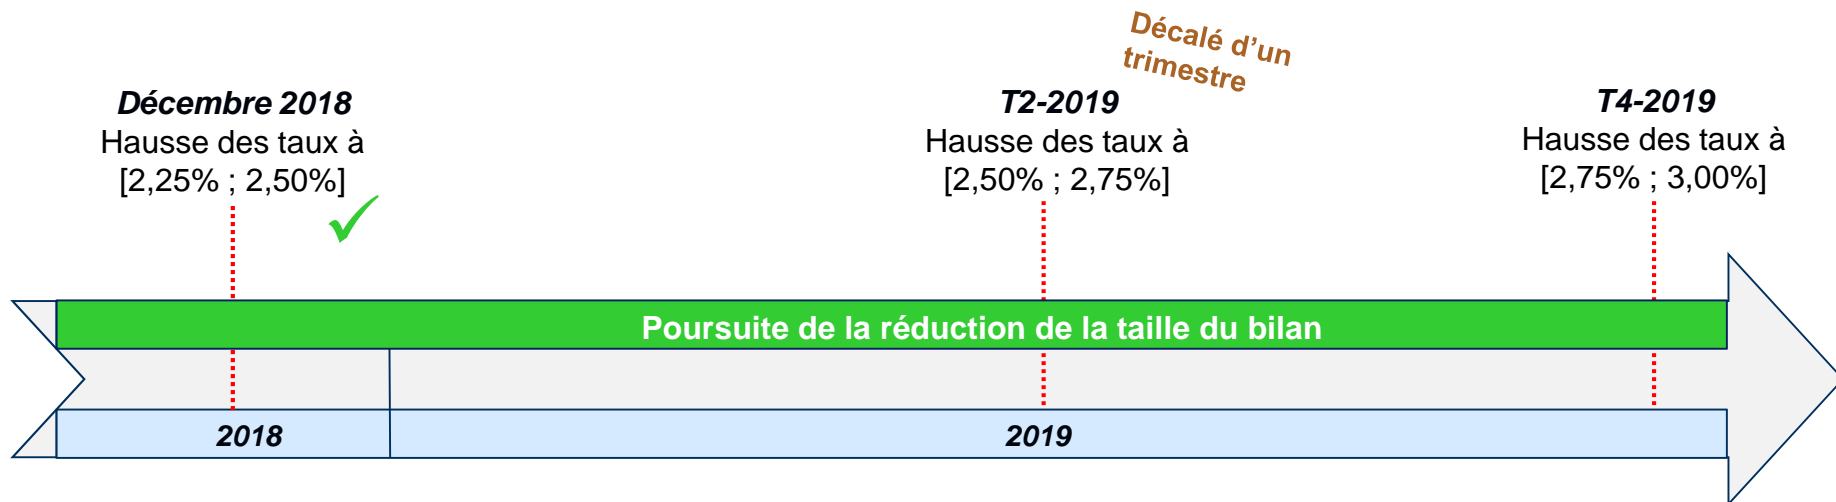 Décalé d’un
trimestre
Décembre 2018
Hausse des taux à
[2,25% ; 2,50%]
T2-2019
Hausse des taux à
[2,50% ; 2,75%]
T4-2019
Hausse des taux à
[2,75% ; 3,00%]
Poursuite de la réduction de la taille du bilan
2018
2019